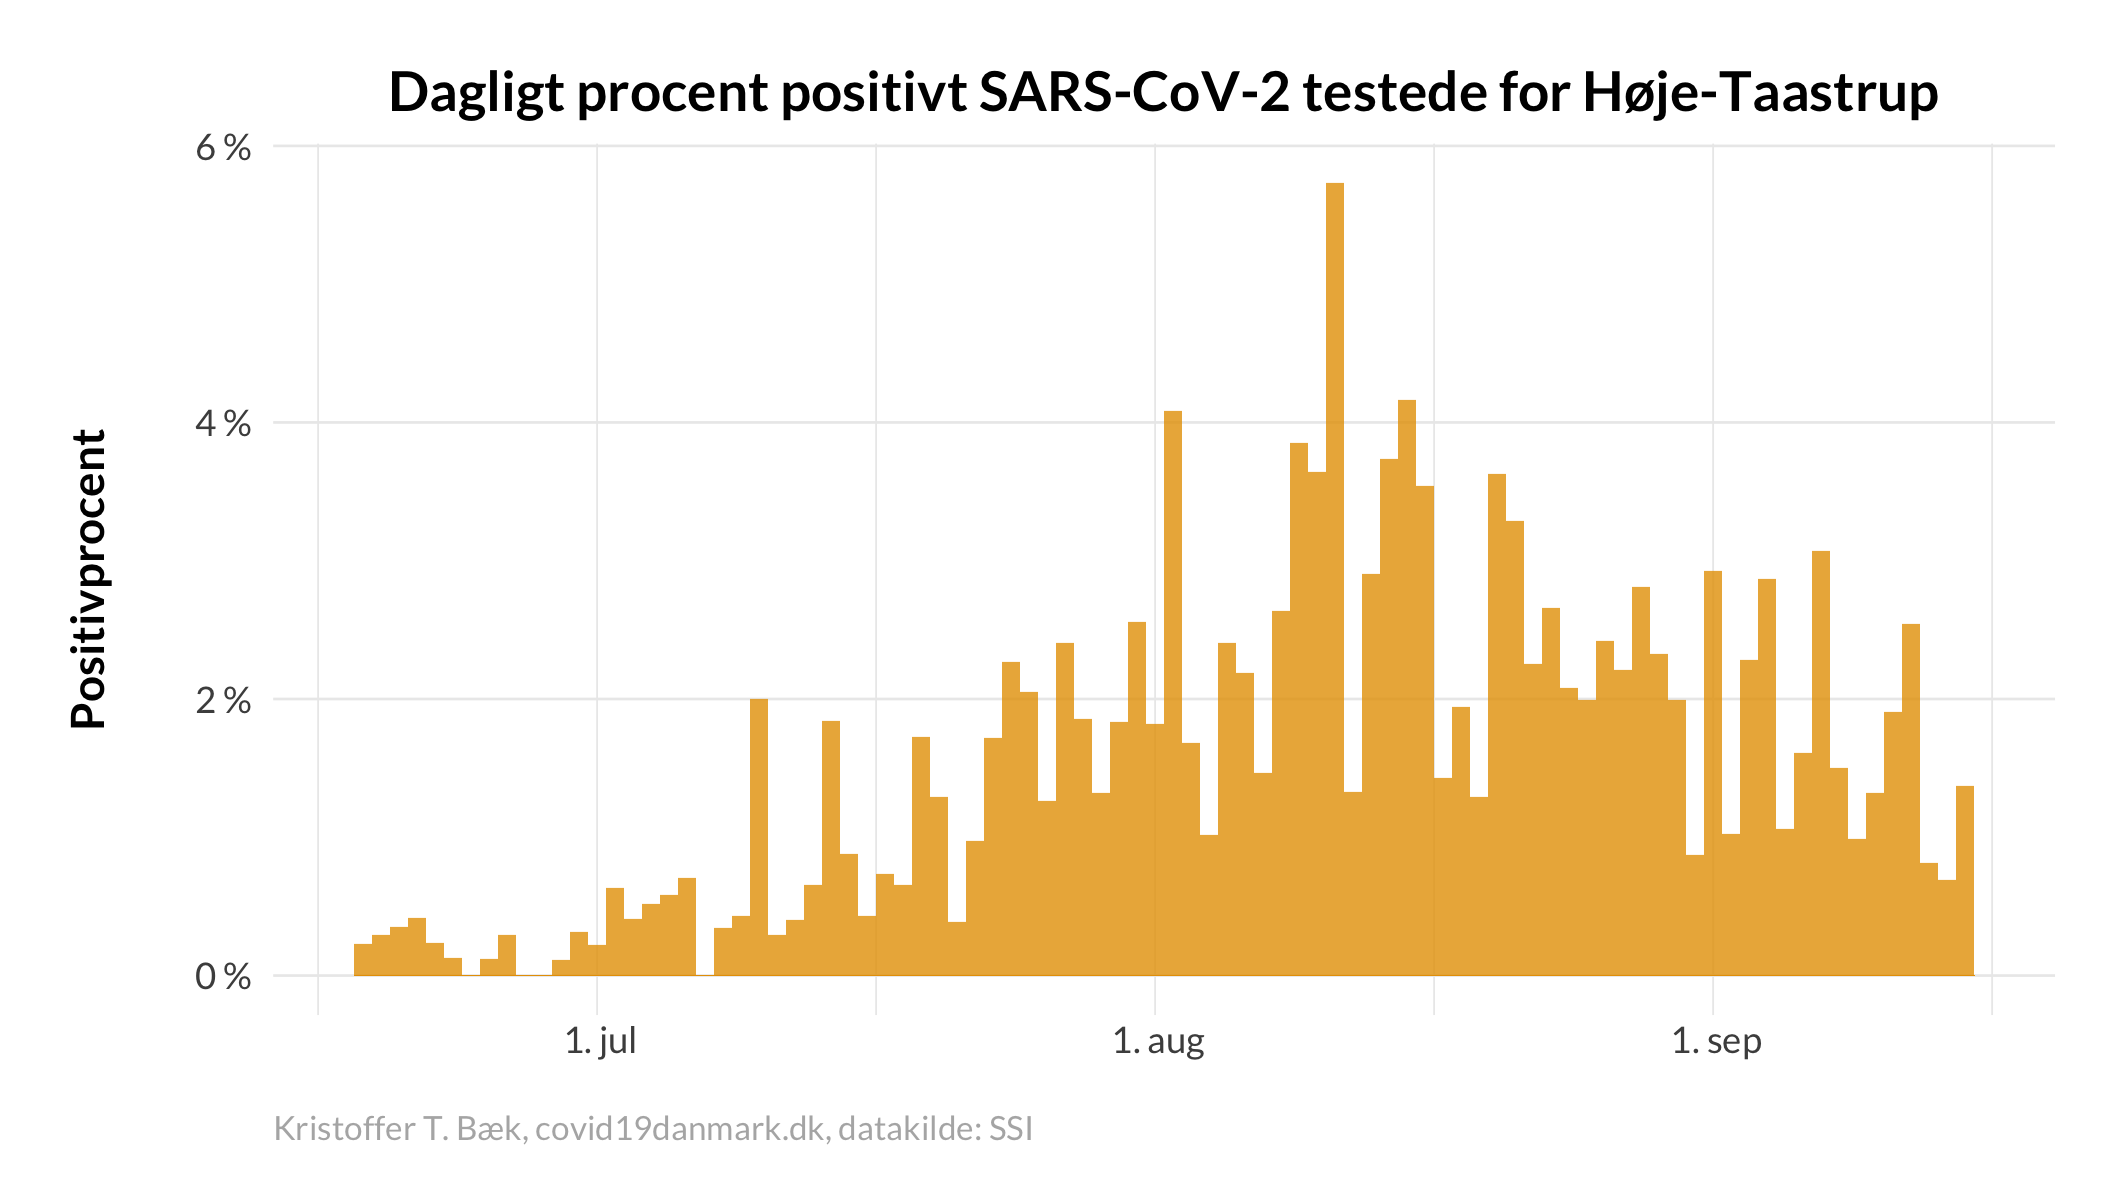 Dagligt procent positivt SARS-CoV-2 testede for Høje-Taastrup
Positivprocent
6 %
4 %
2 %
0 %
1. jul
1. aug
1. sep
Kristoffer T. Bæk, covid19danmark.dk, datakilde: SSI